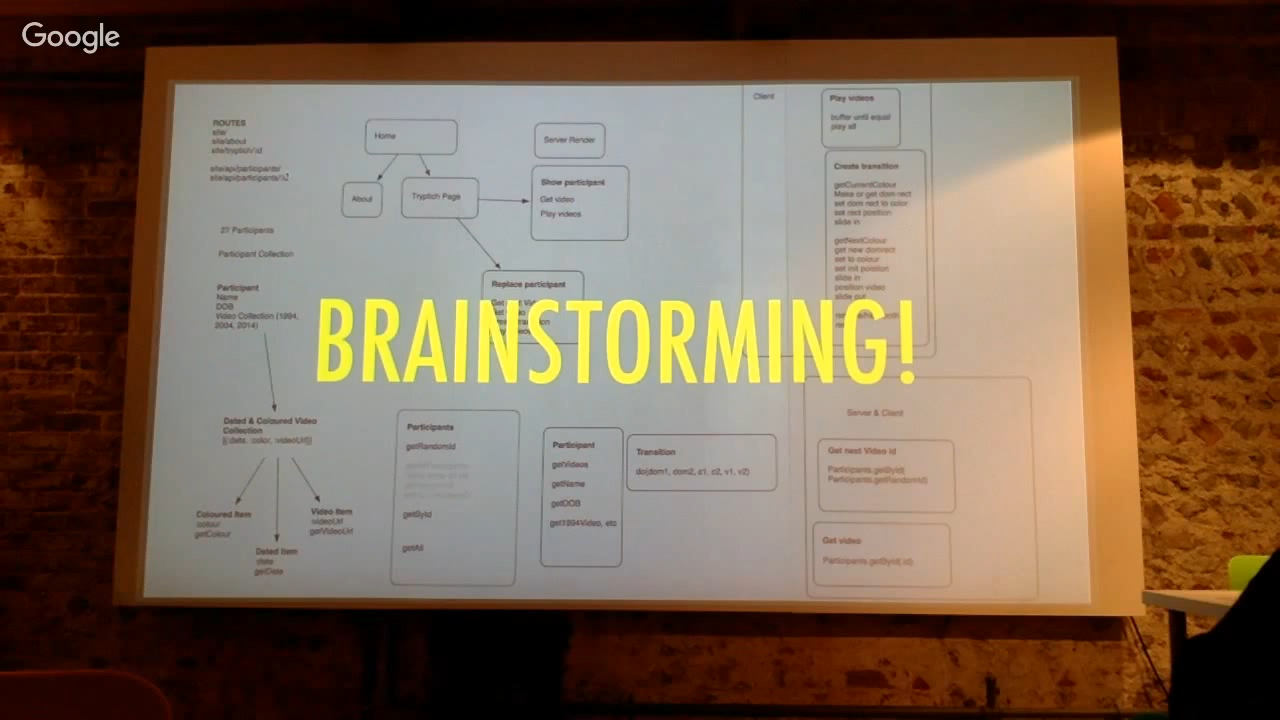 Google
ROUTES
site/
site/about
site/tryptich/:id
site/api/participants/
site/api/participants/:id
27 Participants
Participant Collection
Participant
Name
DOB
Video Collection (1994,
2004, 2014)
Dated & Coloured Video
Collection
[{:date, :color, :videoUrl}]
Coloured Item
:colour
getColour
Dated Item
:date
getDate
Video Item
:videoUrl
getVideoUrl
Home
About
Tryptich Page
Server Render
Show participant
Get video
Play videos
Replace participant
BRAINSTORMING!
Participants
getRandomId
getById
getAll
Participant
getVideos
getName
getDOB
get1994Video, etc
Transition
do(dom1, dom2, c1, c2, v1, v2)
Client
Play videos
buffer until equal
play all
Create transition
getCurrentColour
Make or get dom rect
set dom rect to color
set rect position
slide in
getNextColour
get new domrect
set to colour
set init position
slide in
position video
slide out
Server & Client
Get next Video id
Participants.getById(
Participants.getRandomId)
Get video
Participants.getById(:id)